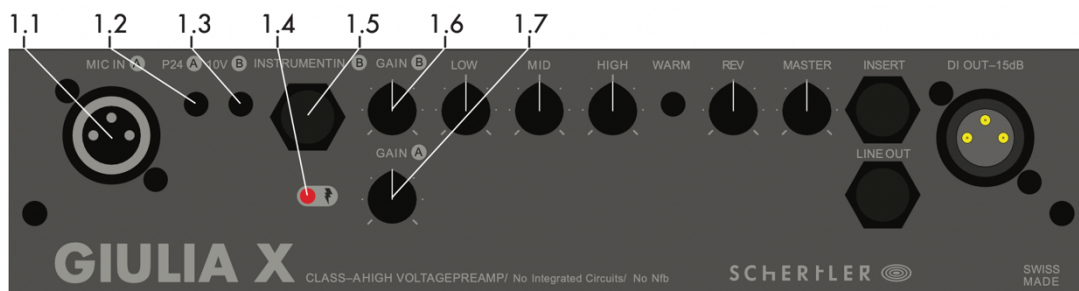 1.1 1.2 1.3 1.4 1.5 1.6 1.7
MIC IN A P24 A 10V B INSTRUMENTIN B GAIN B LOW MID HIGH WARM REV MASTER INSERT DI OUT–15dB
GAIN A LINE OUT
GIULIA X CLASS–AHIGH VOLTAGEPREAMP/ No Integrated Circuits/ No Nfb SCHERTLER SWISS
MADE